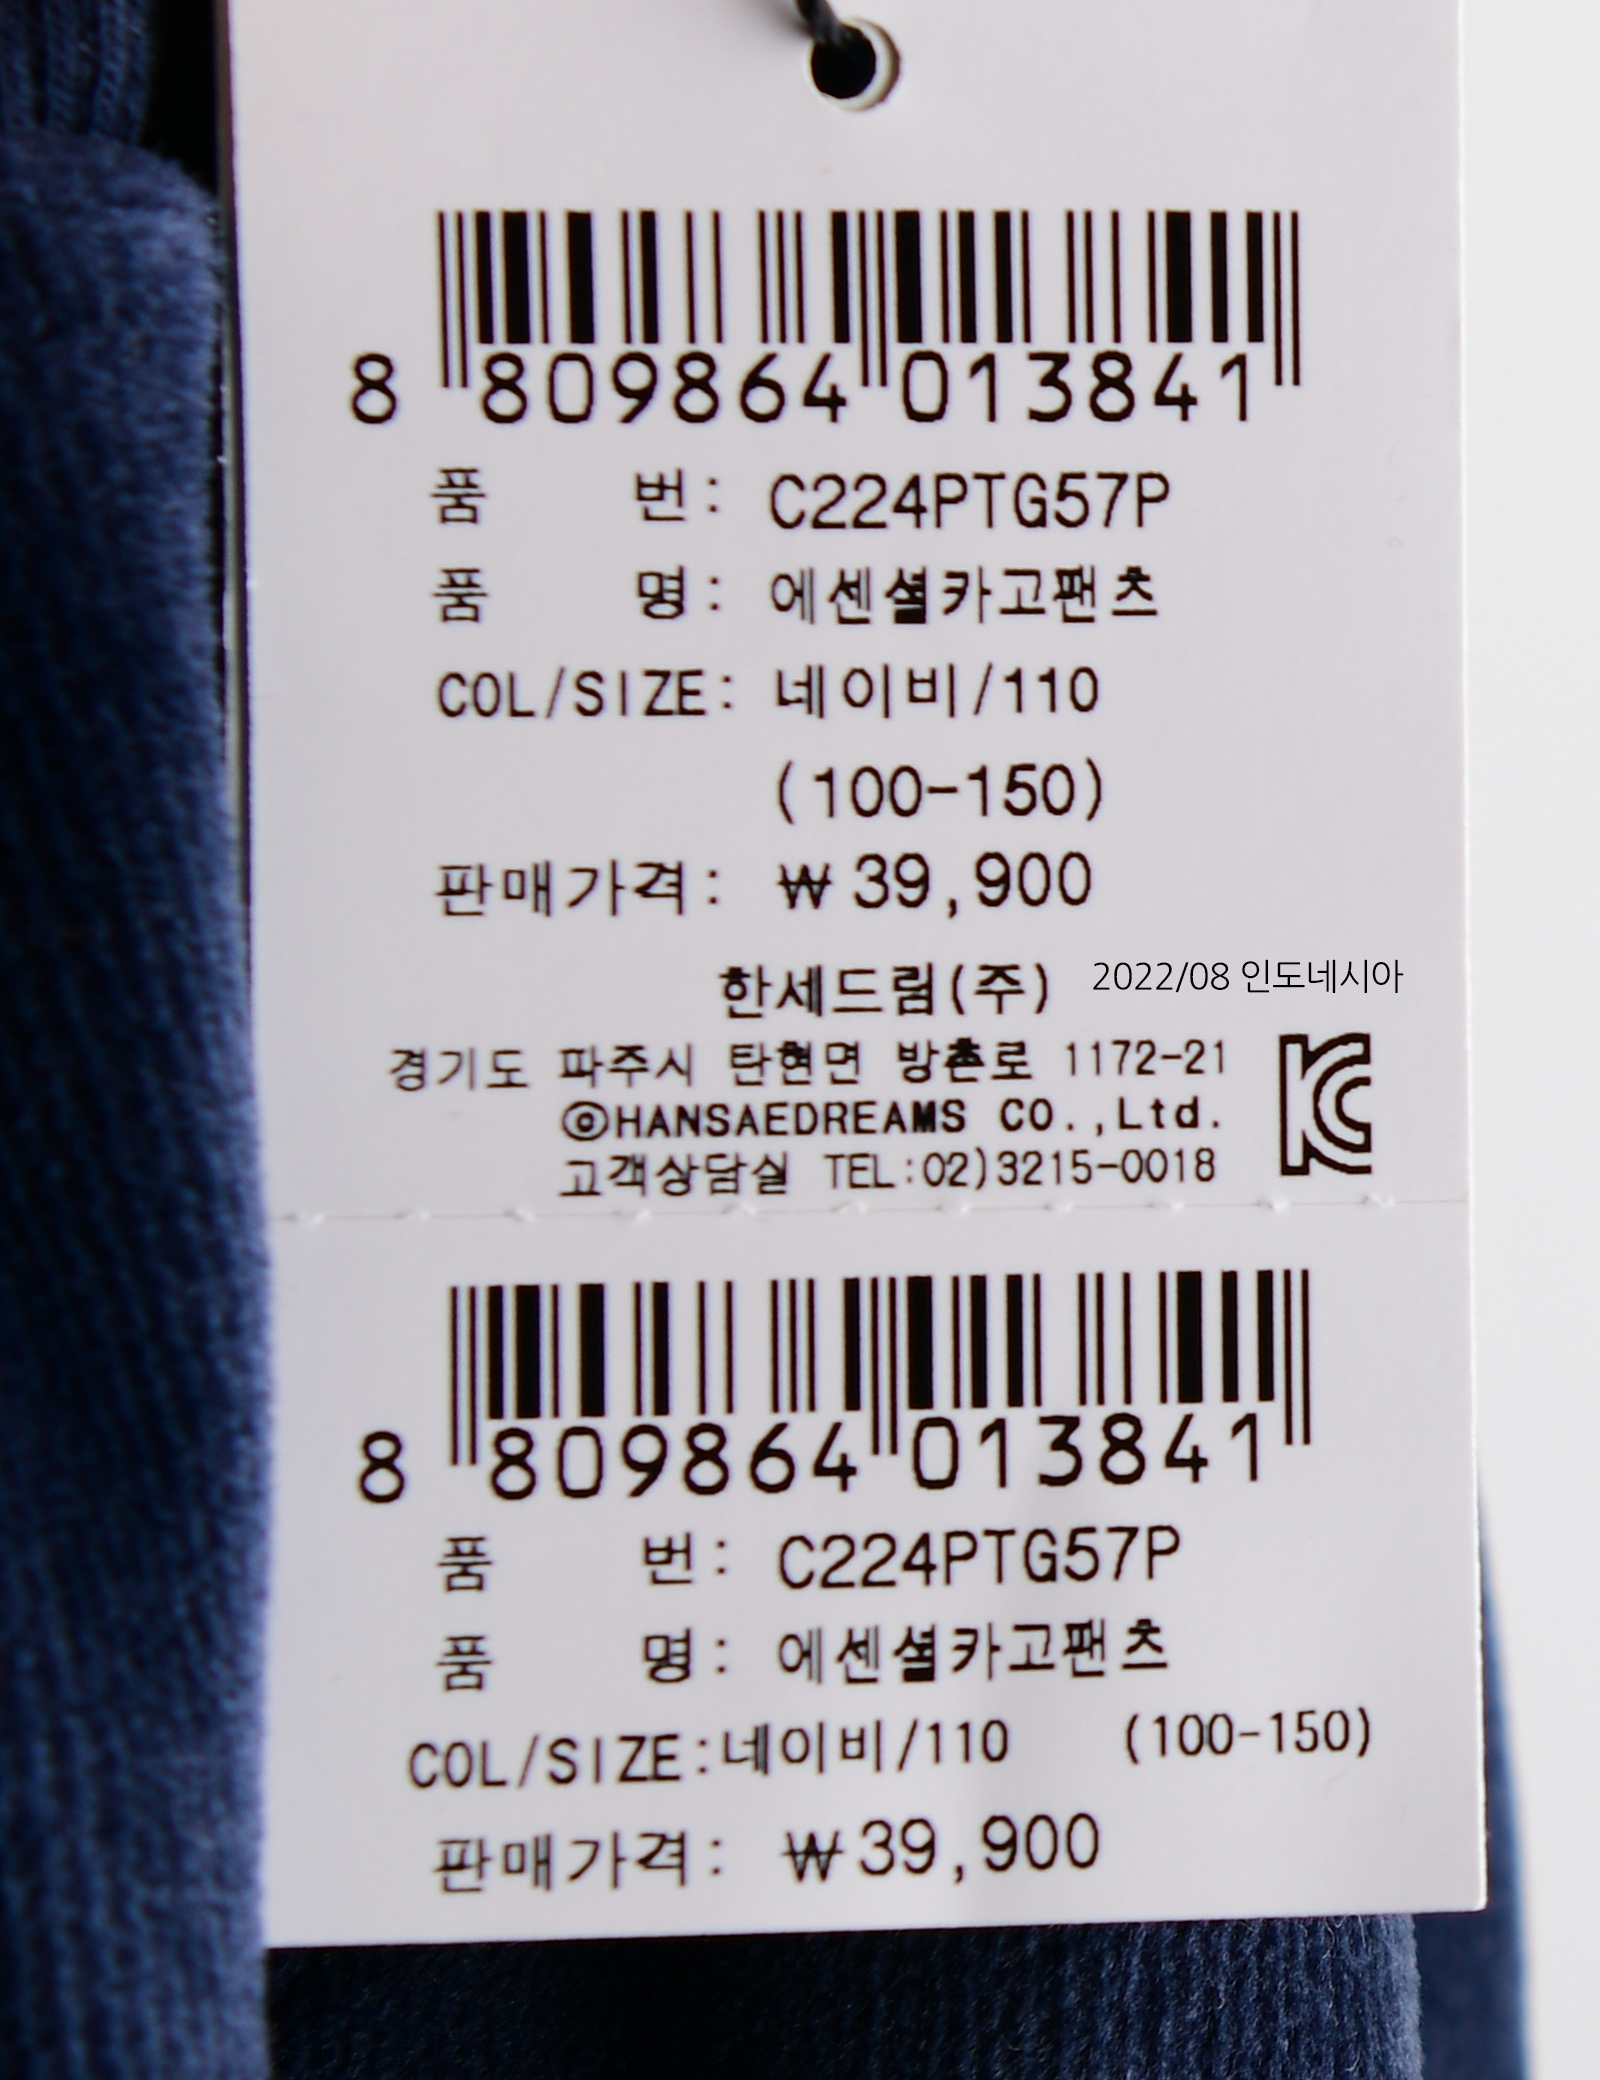 8 809864 013841
품 번: C224PTG57P
품 명: 에센셜카고팬츠
COL/SIZE: 네이비/110
(100-150)
판매가격: ₩39,900
한세드림(주) 2022/08 인도네시아
경기도 파주시 탄현면 방촌로 1172-21
ⓒHANSAEDREAMS CO.,Ltd.
고객상담실 TEL:02)3215-0018
KC
8 809864 013841
품 번: C224PTG57P
품 명: 에센셜카고팬츠
COL/SIZE:네이비/110 (100-150)
판매가격: ₩39,900